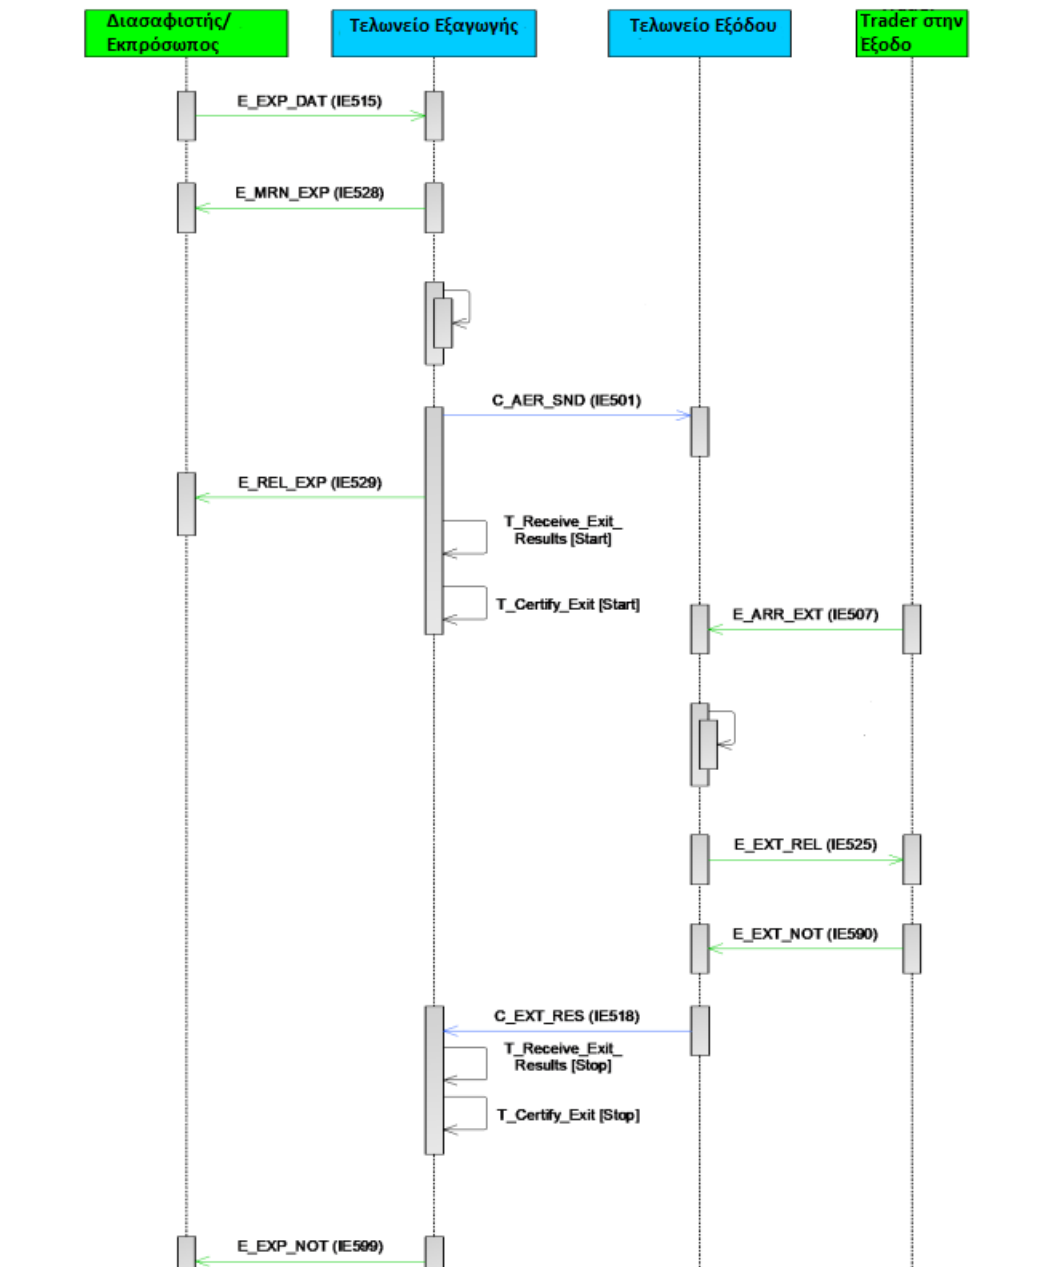 Διασαφιστής/
Εκπρόσωπος
Τελωνείο Εξαγωγής
Τελωνείο Εξόδου
Trader στην
Εξοδο
E_EXP_DAT (IE515)
E_MRN_EXP (IE528)
C_AER_SND (IE501)
E_REL_EXP (IE529)
T_Receive_Exit_
Results [Start]
T_Certify_Exit [Start]
E_ARR_EXT (IE507)
E_EXT_REL (IE525)
E_EXT_NOT (IE590)
C_EXT_RES (IE518)
T_Receive_Exit_
Results [Stop]
T_Certify_Exit [Stop]
E_EXP_NOT (IE599)